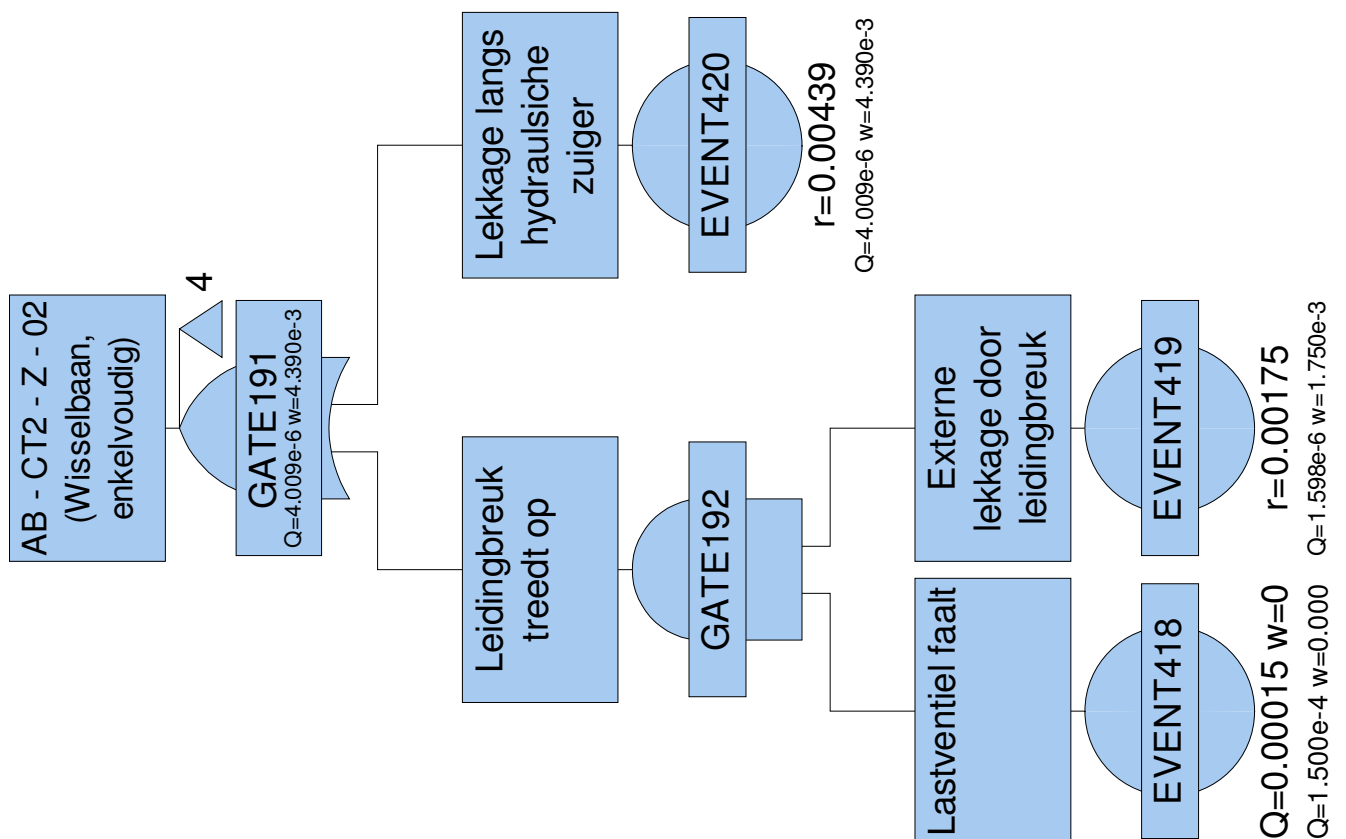 AB - CT2 - Z - 02
(Wisselbaan,
enkelvoudig)
4
GATE191
Q=4.009e-6 w=4.390e-3
Leidingbreuk
treedt op
GATE192
Lekkage langs
hydraulsiche
zuiger
EVENT420
r=0.00439
Q=4.009e-6 w=4.390e-3
Lastventiel faalt
EVENT418
Q=0.00015 w=0
Q=1.500e-4 w=0.000
Externe
lekkage door
leidingbreuk
EVENT419
r=0.00175
Q=1.598e-6 w=1.750e-3